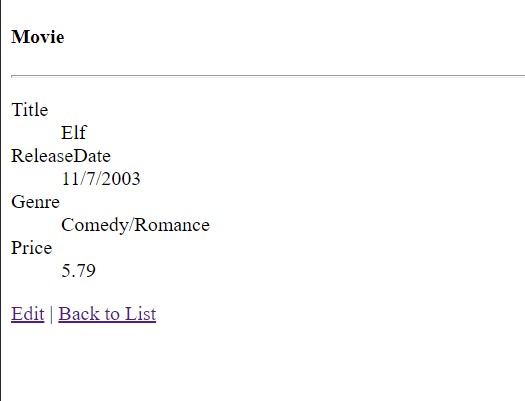 Movie
Title
Elf
ReleaseDate
11/7/2003
Genre
Comedy/Romance
Price
5.79
Edit | Back to List